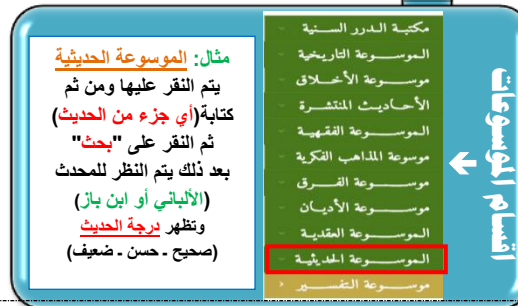 اقسام الموسوعات
مكتبة الدرر السنية
الموسوعة التاريخية
موسوعة الأخلاق
الأحاديث المنتشرة
الموسوعة الفقهية
موسوعة المذاهب الفكرية
موسوعة الفرق
موسوعة الأديان
الموسوعة العقدية
الموسوعة الحديثية
موسوعة التفسير
مثال: الموسوعة الحديثية
يتم النقر عليها ومن ثم
كتابة(أي جزء من الحديث)
ثم النقر على "بحث"
بعد ذلك يتم النظر للمحدث
(الألباني أو ابن باز)
وتظهر درجة الحديث
(صحيح ـ حسن ـ ضعيف)